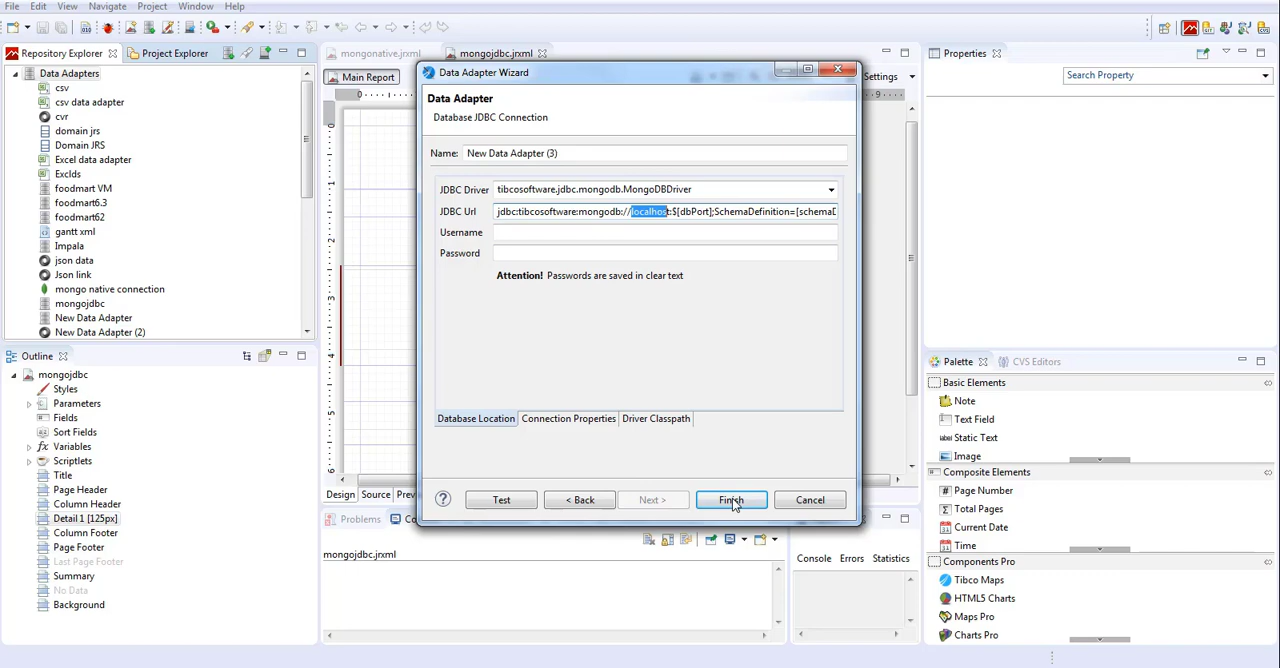 File Edit View Navigate Project Window Help
Repository Explorer Project Explorer
Data Adapters
csv
csv data adapter
cvr
domain jrs
Domain JRS
Excel data adapter
Exclds
foodmart VM
foodmart6.3
foodmart62
gantt xml
Impala
json data
Json link
mongo native connection
mongojdbc
New Data Adapter
New Data Adapter (2)
Outline
mongojdbc
Styles
Parameters
Fields
Sort Fields
Variables
Scriptlets
Title
Page Header
Column Header
Detail 1 [125px]
Column Footer
Page Footer
Last Page Footer
Summary
No Data
Background
mongonative.jrxml mongojdbc.jrxml
Main Report
Settings
Design Source Prev
Data Adapter Wizard
Data Adapter
Database JDBC Connection
Name: New Data Adapter (3)
JDBC Driver tibcosoftware.jdbc.mongodb.MongoDBDriver
JDBC Url jdbc:tibcosoftware:mongodb://localhost:$[dbPort];SchemaDefinition=[schemaD
Username
Password
Attention! Passwords are saved in clear text
Database Location Connection Properties Driver Classpath
Test < Back Next > Finish Cancel
Problems Co
mongojdbc.jrxml
Console Errors Statistics
Properties
Search Property
Palette CVS Editors
Basic Elements
Note
Text Field
Static Text
Image
Composite Elements
Page Number
Total Pages
Current Date
Time
Components Pro
Tibco Maps
HTML5 Charts
Maps Pro
Charts Pro